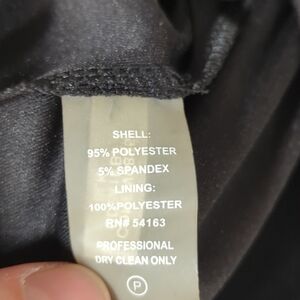 SHELL:
95% POLYESTER
5% SPANDEX
LINING:
100%POLYESTER
RN# 54163
PROFESSIONAL
DRY CLEAN ONLY
P